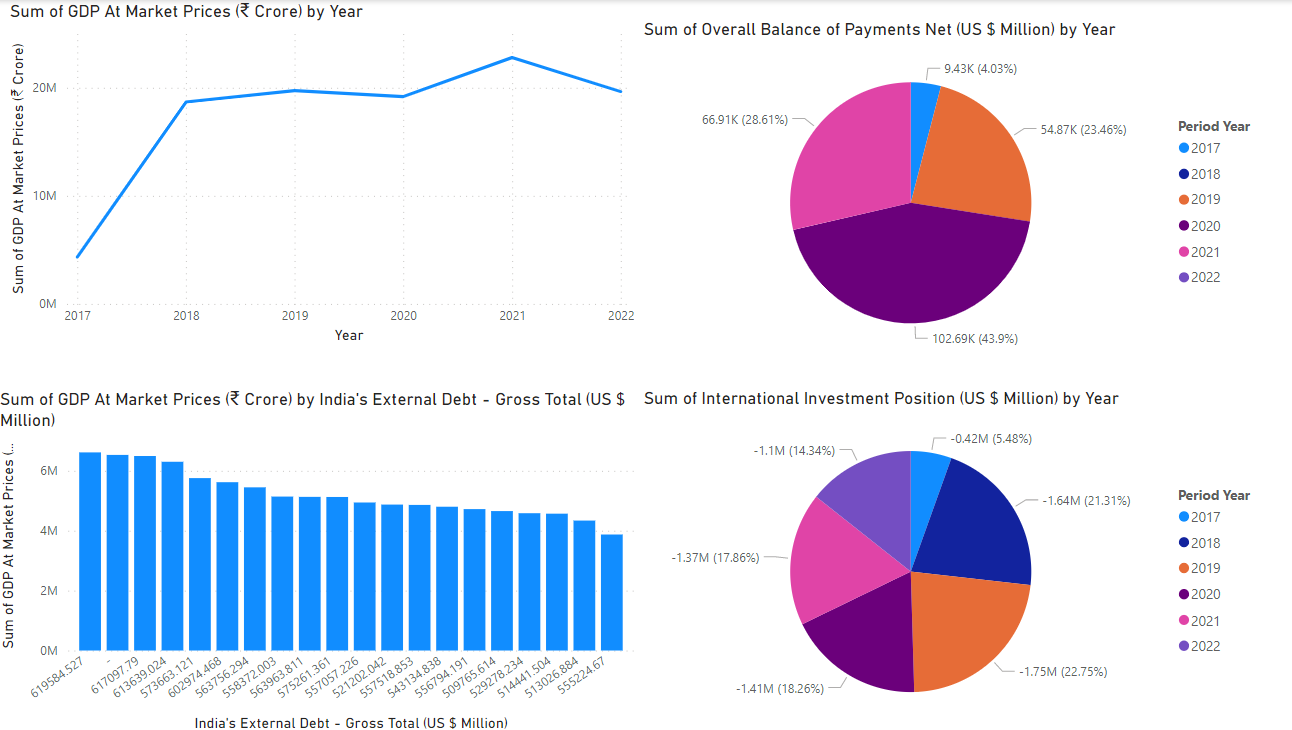 Sum of GDP At Market Prices (₹ Crore) by Year
Sum of GDP At Market Prices (₹ Crore)
20M
10M
0M
2017 2018 2019 2020 2021 2022
Year
Sum of Overall Balance of Payments Net (US $ Million) by Year
9.43K (4.03%)
66.91K (28.61%)
54.87K (23.46%)
102.69K (43.9%)
Period Year
2017
2018
2019
2020
2021
2022
Sum of GDP At Market Prices (₹ Crore) by India's External Debt - Gross Total (US $
Million)
Sum of GDP At Market Prices (...
6M
4M
2M
0M
619584.527
-
617097.79
613639.024
573663.121
602974.468
563756.294
558372.003
563963.811
575261.361
557057.226
521202.042
557518.853
543134.838
556794.191
509765.614
529278.234
514441.504
513026.884
555224.67
India's External Debt - Gross Total (US $ Million)
Sum of International Investment Position (US $ Million) by Year
-0.42M (5.48%)
-1.1M (14.34%)
-1.64M (21.31%)
-1.37M (17.86%)
-1.75M (22.75%)
-1.41M (18.26%)
Period Year
2017
2018
2019
2020
2021
2022